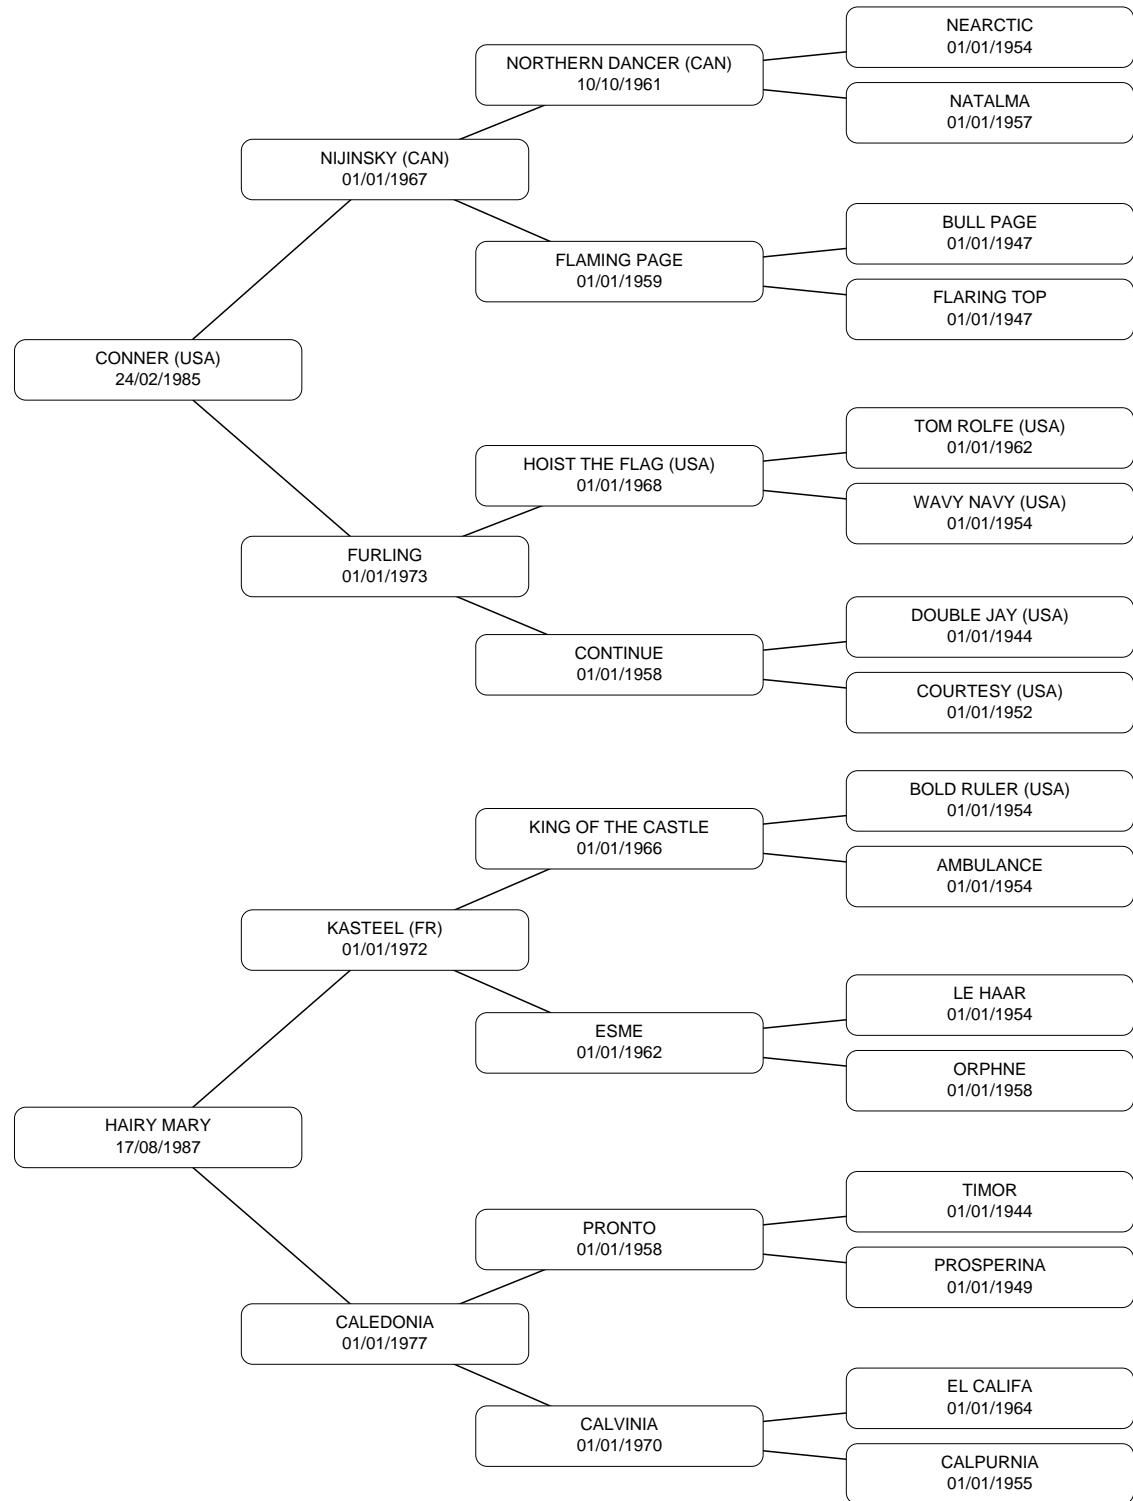 NEARCTIC
01/01/1954
NORTHERN DANCER (CAN)
10/10/1961
NATALMA
01/01/1957
NIJINSKY (CAN)
01/01/1967
BULL PAGE
01/01/1947
FLAMING PAGE
01/01/1959
FLARING TOP
01/01/1947
CONNER (USA)
24/02/1985
TOM ROLFE (USA)
01/01/1962
HOIST THE FLAG (USA)
01/01/1968
WAVY NAVY (USA)
01/01/1954
FURLING
01/01/1973
DOUBLE JAY (USA)
01/01/1944
CONTINUE
01/01/1958
COURTESY (USA)
01/01/1952
BOLD RULER (USA)
01/01/1954
KING OF THE CASTLE
01/01/1966
AMBULANCE
01/01/1954
KASTEEL (FR)
01/01/1972
LE HAAR
01/01/1954
ESME
01/01/1962
ORPHNE
01/01/1958
HAIRY MARY
17/08/1987
TIMOR
01/01/1944
PRONTO
01/01/1958
PROSPERINA
01/01/1949
CALEDONIA
01/01/1977
EL CALIFA
01/01/1964
CALVINIA
01/01/1970
CALPURNIA
01/01/1955